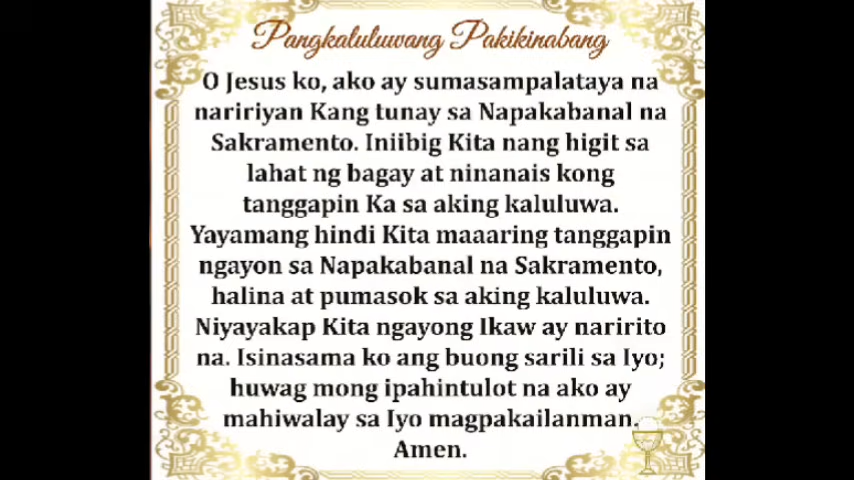 Pangkaluluwang Pakikinabang
O Jesus ko, ako ay sumasampalataya na
naririyan Kang tunay sa Napakabanal na
Sakramento. Iniibig Kita nang higit sa
lahat ng bagay at ninanais kong
tanggapin Ka sa aking kaluluwa.
Yayamang hindi Kita maaaring tanggapin
ngayon sa Napakabanal na Sakramento,
halina at pumasok sa aking kaluluwa.
Niyayakap Kita ngayong Ikaw ay naririto
na. Isinasama ko ang buong sarili sa Iyo;
huwag mong ipahintulot na ako ay
mahiwalay sa Iyo magpakailanman.
Amen.